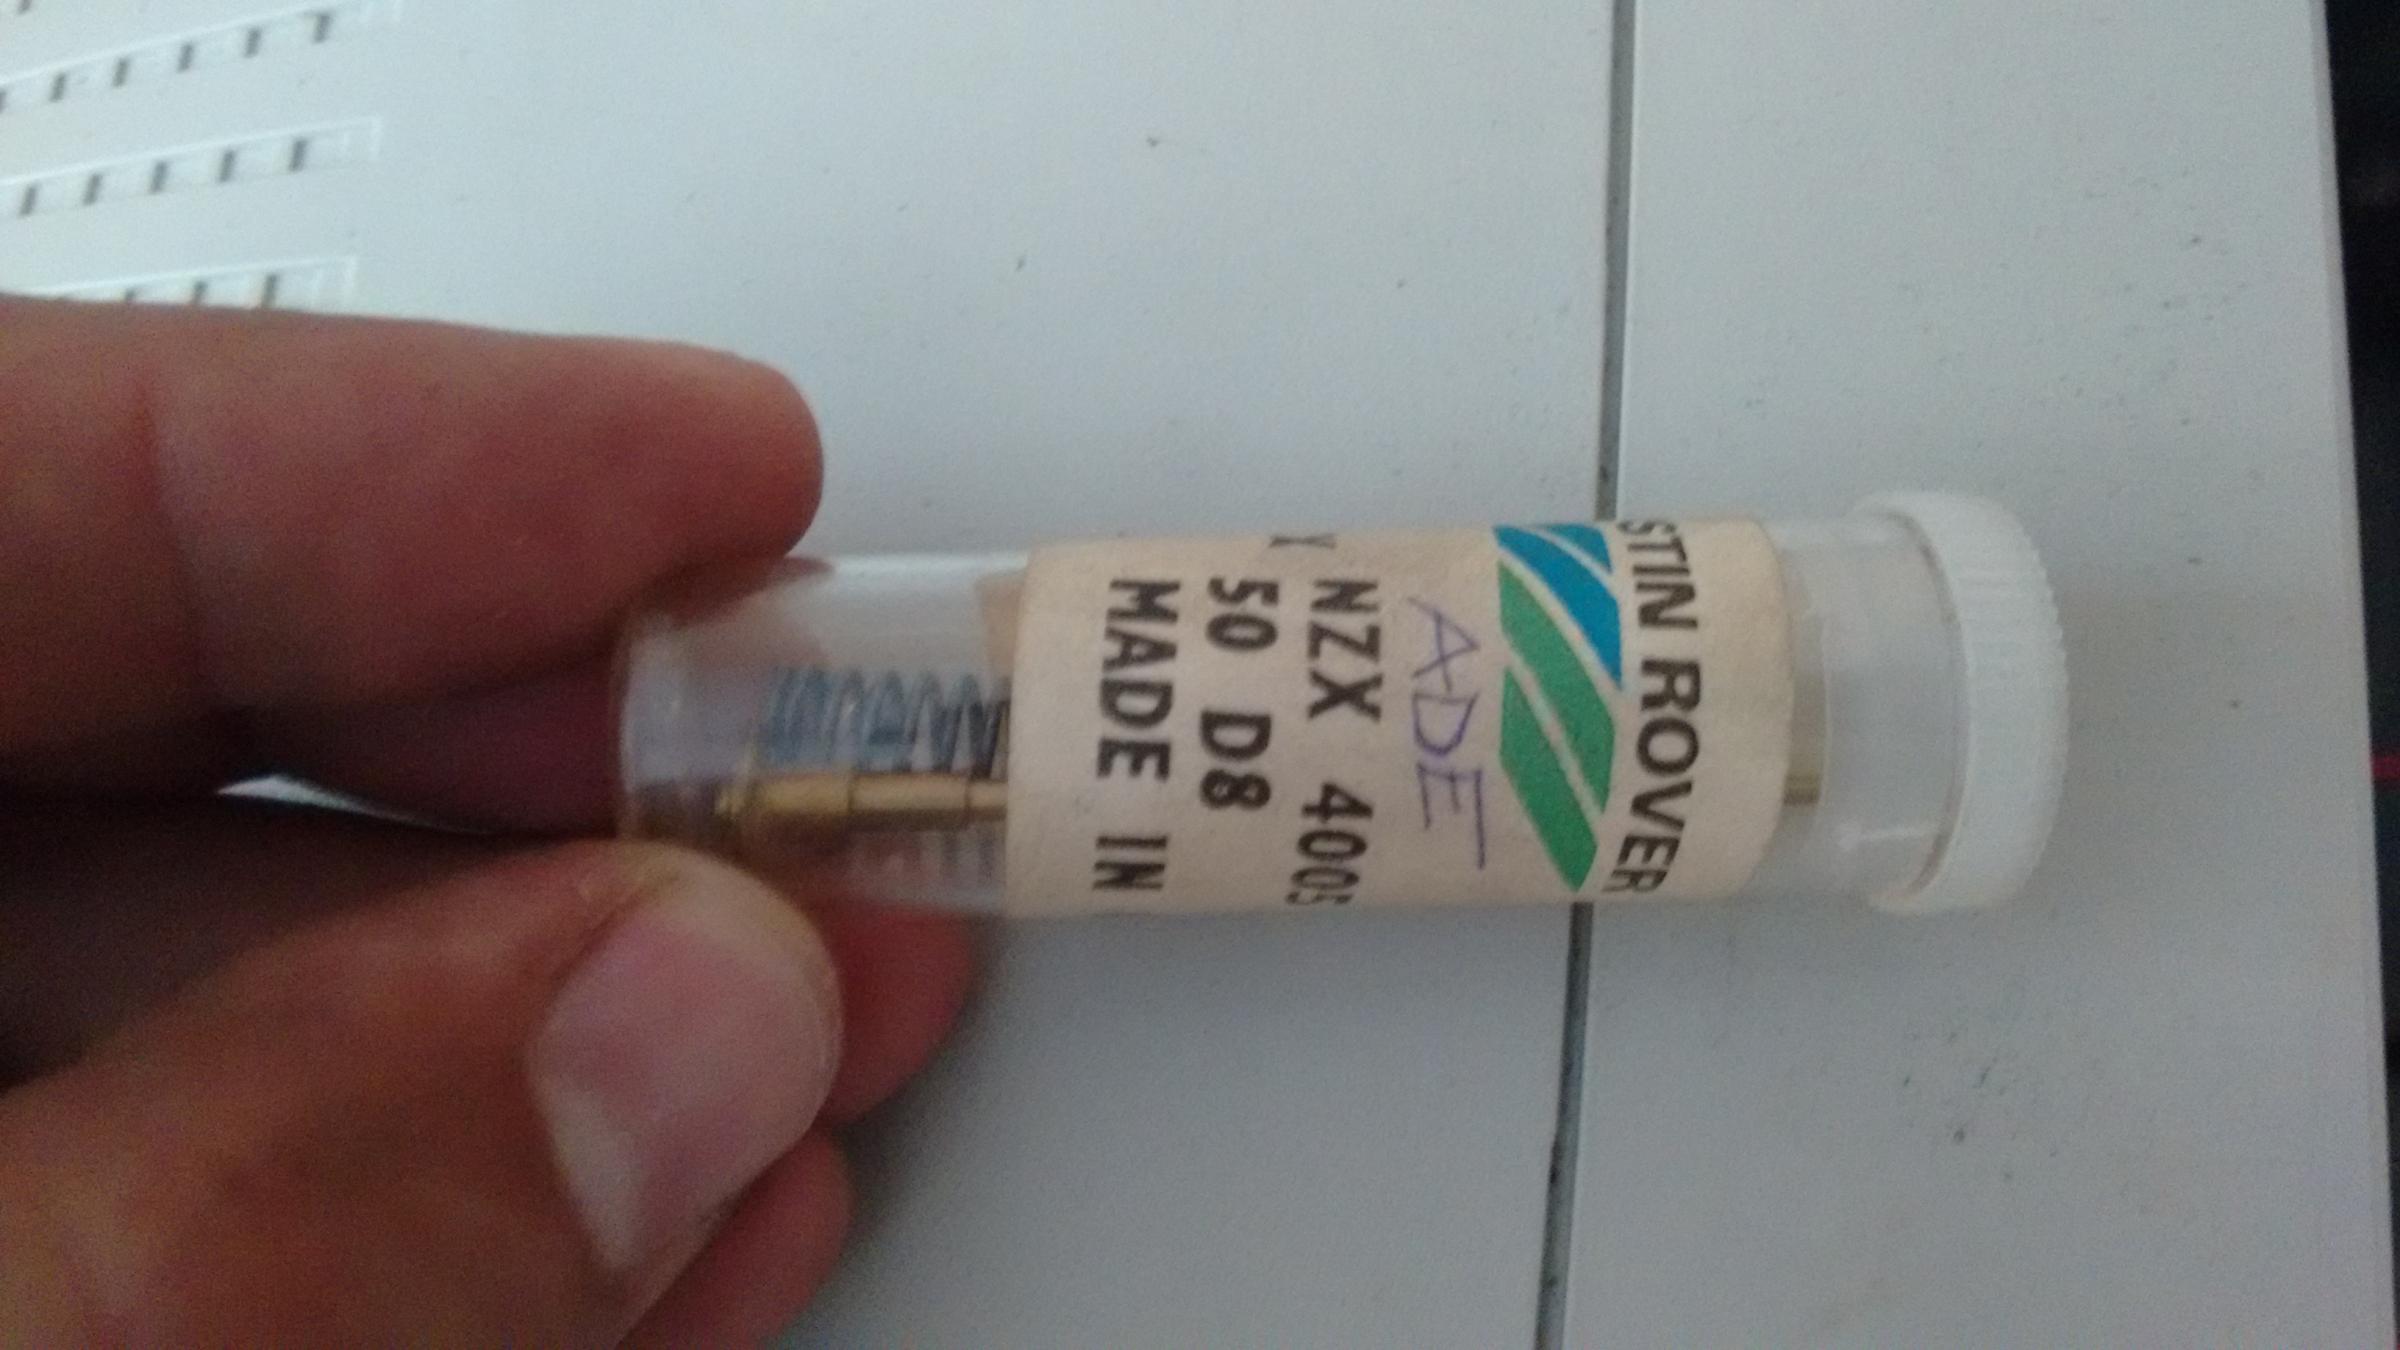 STIN ROVER
ADE
NZX 4005
50 D8
MADE IN